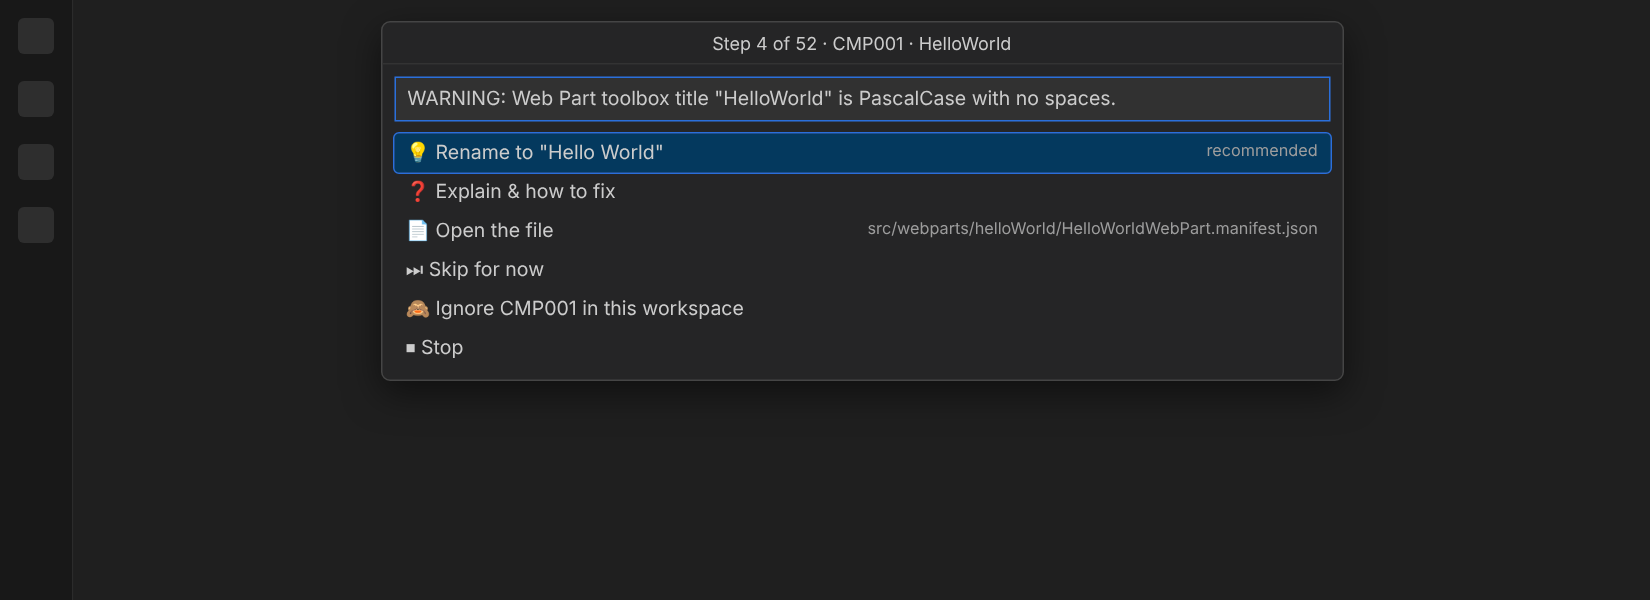 Step 4 of 52 · CMP001 · HelloWorld
WARNING: Web Part toolbox title "HelloWorld" is PascalCase with no spaces.
💡 Rename to "Hello World" recommended
❓ Explain & how to fix
📄 Open the file src/webparts/helloWorld/HelloWorldWebPart.manifest.json
⏭ Skip for now
🙈 Ignore CMP001 in this workspace
⏹ Stop